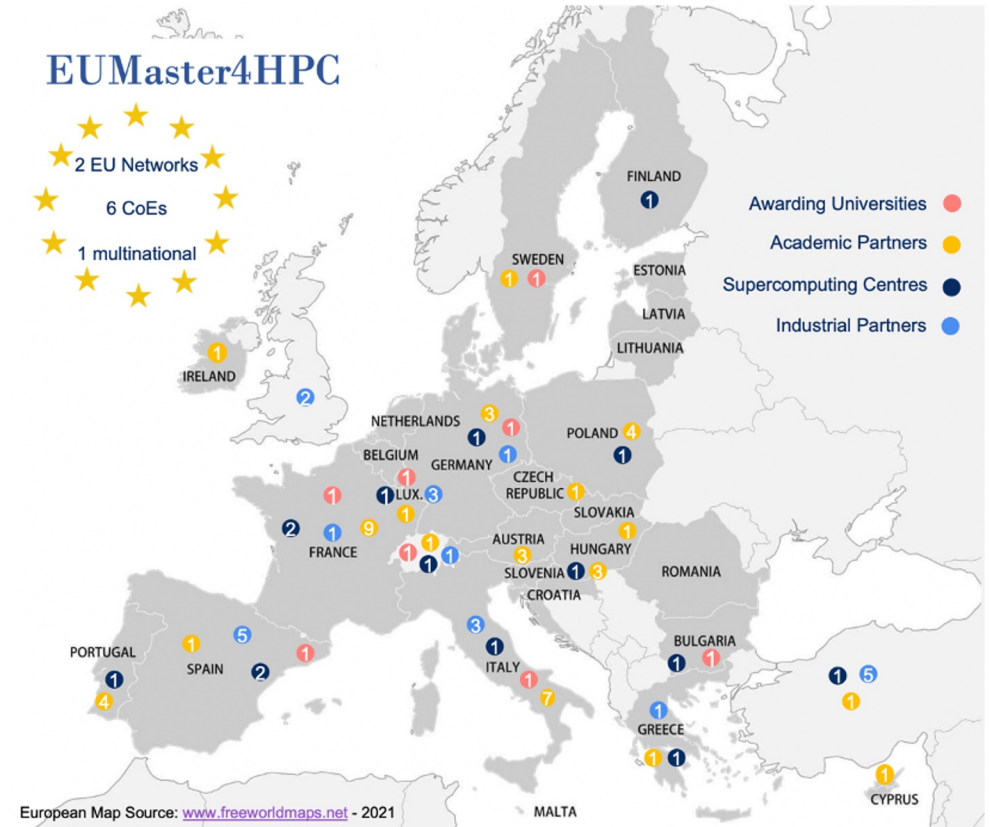 EUMaster4HPC
2 EU Networks
6 CoEs
1 multinational
FINLAND
1
Awarding Universities
Academic Partners
Supercomputing Centres
Industrial Partners
SWEDEN
1 1
ESTONIA
LATVIA
LITHUANIA
1
IRELAND
2
NETHERLANDS
3
1
1
POLAND 4
1
BELGIUM
GERMANY
1
1
1 LUX. 3
1
CZECH
REPUBLIC 1
SLOVAKIA
1
1
2
1
9
FRANCE
1
1
1
1
AUSTRIA
3
HUNGARY
SLOVENIA 1 3
CROATIA
ROMANIA
PORTUGAL
1
4
1
5
SPAIN
2
1
3
1
ITALY
1
7
BULGARIA
1 1
1
GREECE
1 1
1 5
1
1
CYPRUS
MALTA
European Map Source: www.freeworldmaps.net - 2021